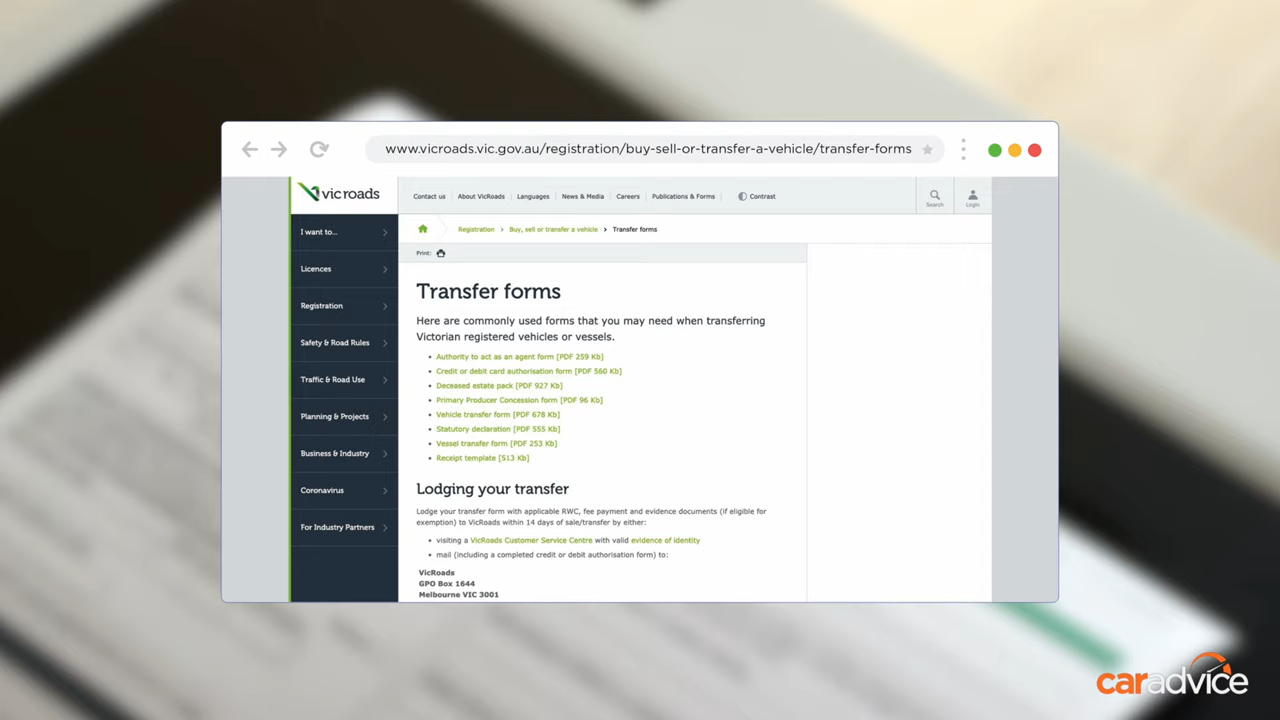 www.vicroads.vic.gov.au/registration/buy-sell-or-transfer-a-vehicle/transfer-forms
vic roads
Contact us | About VicRoads | Languages | News & Media | Careers | Publications & Forms | Contrast
Search
Login
I want to...
Licences
Registration
Safety & Road Rules
Traffic & Road Use
Planning & Projects
Business & Industry
Coronavirus
For Industry Partners
Registration > Buy, sell or transfer a vehicle > Transfer forms
Print:
Transfer forms
Here are commonly used forms that you may need when transferring
Victorian registered vehicles or vessels.
• Authority to act as an agent form [PDF 259 Kb]
• Credit or debit card authorisation form [PDF 560 Kb]
• Deceased estate pack [PDF 927 Kb]
• Primary Producer Concession form [PDF 96 Kb]
• Vehicle transfer form [PDF 678 Kb]
• Statutory declaration [PDF 555 Kb]
• Vessel transfer form [PDF 253 Kb]
• Receipt template [513 Kb]
Lodging your transfer
Lodge your transfer form with applicable RWC, fee payment and evidence documents (if eligible for
exemption) to VicRoads within 14 days of sale/transfer by either:
• visiting a VicRoads Customer Service Centre with valid evidence of identity
• mail (including a completed credit or debit authorisation form) to:
VicRoads
GPO Box 1644
Melbourne VIC 3001
caradvice